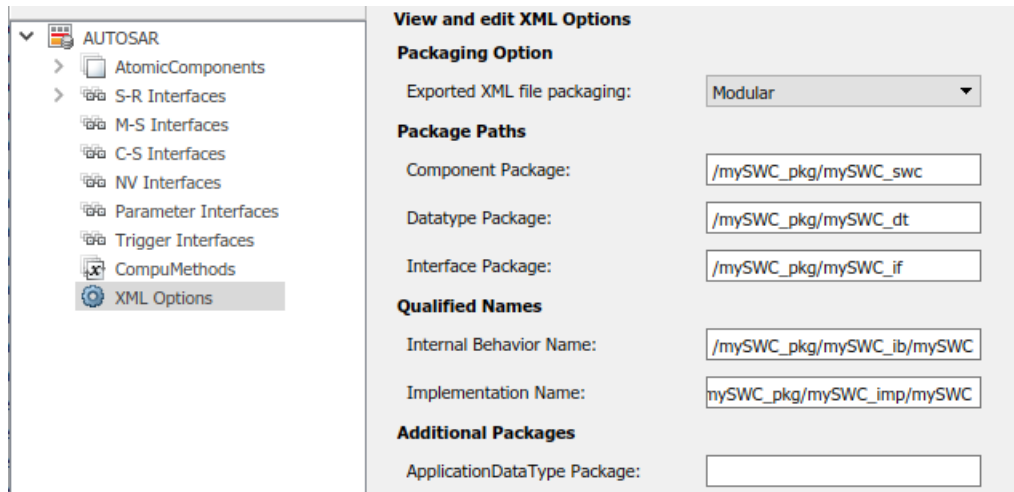 AUTOSAR
AtomicComponents
S-R Interfaces
M-S Interfaces
C-S Interfaces
NV Interfaces
Parameter Interfaces
Trigger Interfaces
CompuMethods
XML Options
View and edit XML Options
Packaging Option
Exported XML file packaging: Modular
Package Paths
Component Package: /mySWC_pkg/mySWC_swc
Datatype Package: /mySWC_pkg/mySWC_dt
Interface Package: /mySWC_pkg/mySWC_if
Qualified Names
Internal Behavior Name: /mySWC_pkg/mySWC_ib/mySWC
Implementation Name: mySWC_pkg/mySWC_imp/mySWC
Additional Packages
ApplicationDataType Package: